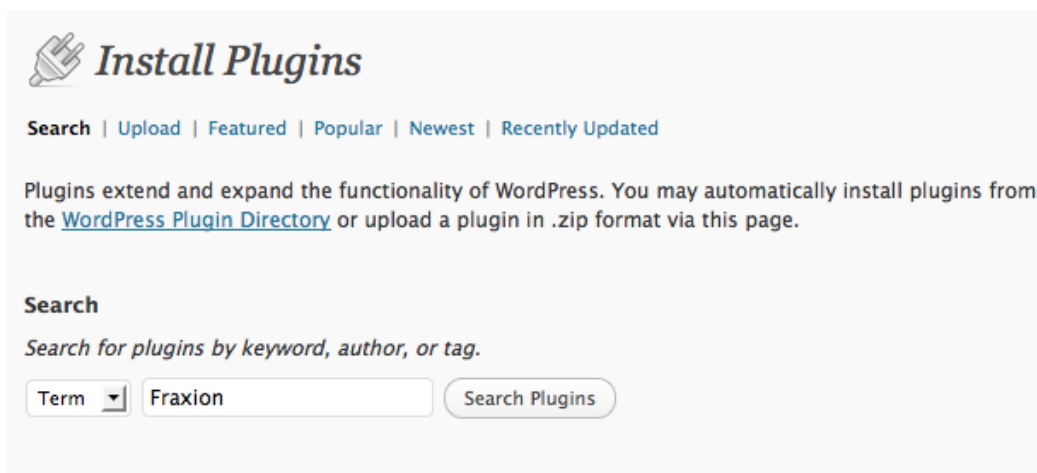 Install Plugins
Search | Upload | Featured | Popular | Newest | Recently Updated
Plugins extend and expand the functionality of WordPress. You may automatically install plugins from
the WordPress Plugin Directory or upload a plugin in .zip format via this page.
Search
Search for plugins by keyword, author, or tag.
Term Fraxion Search Plugins